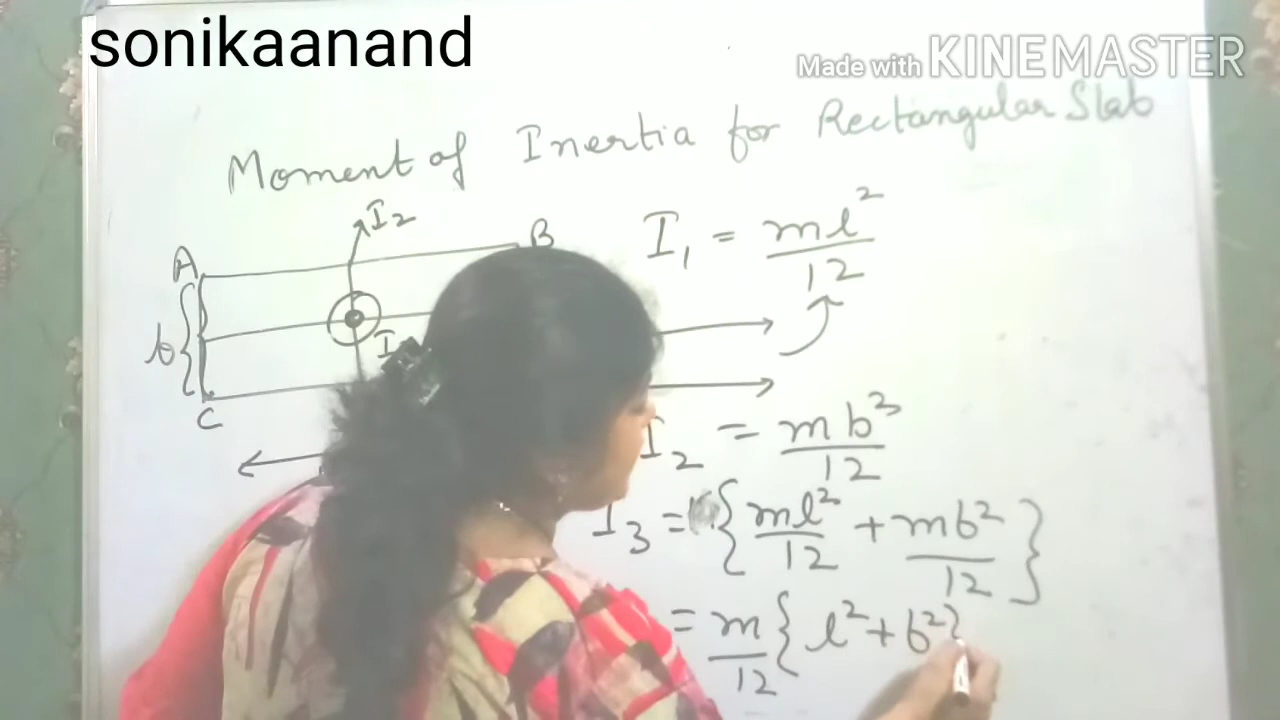 sonikaanand
Made with KINEMASTER
Moment of Inertia for Rectangular Slab
I₂
A
B
I₁ = ml²/12
b
I
C
I₂ = mb³/12
I₃ = {ml²/12 + mb²/12}
= m/12 {l² + b²}